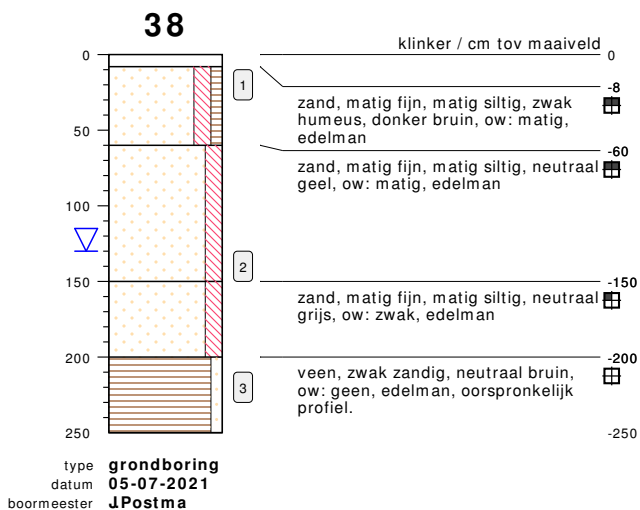 38
klinker / cm tov maaiveld
0
0
-8
1
zand, matig fijn, matig siltig, zwak
humeus, donker bruin, ow: matig,
edelman
50
-60
zand, matig fijn, matig siltig, neutraal
geel, ow: matig, edelman
100
2
150
-150
zand, matig fijn, matig siltig, neutraal
grijs, ow: zwak, edelman
200
-200
veen, zwak zandig, neutraal bruin,
ow: geen, edelman, oorspronkelijk
profiel.
3
250
-250
type grondboring
datum 05-07-2021
boormeester J.Postma